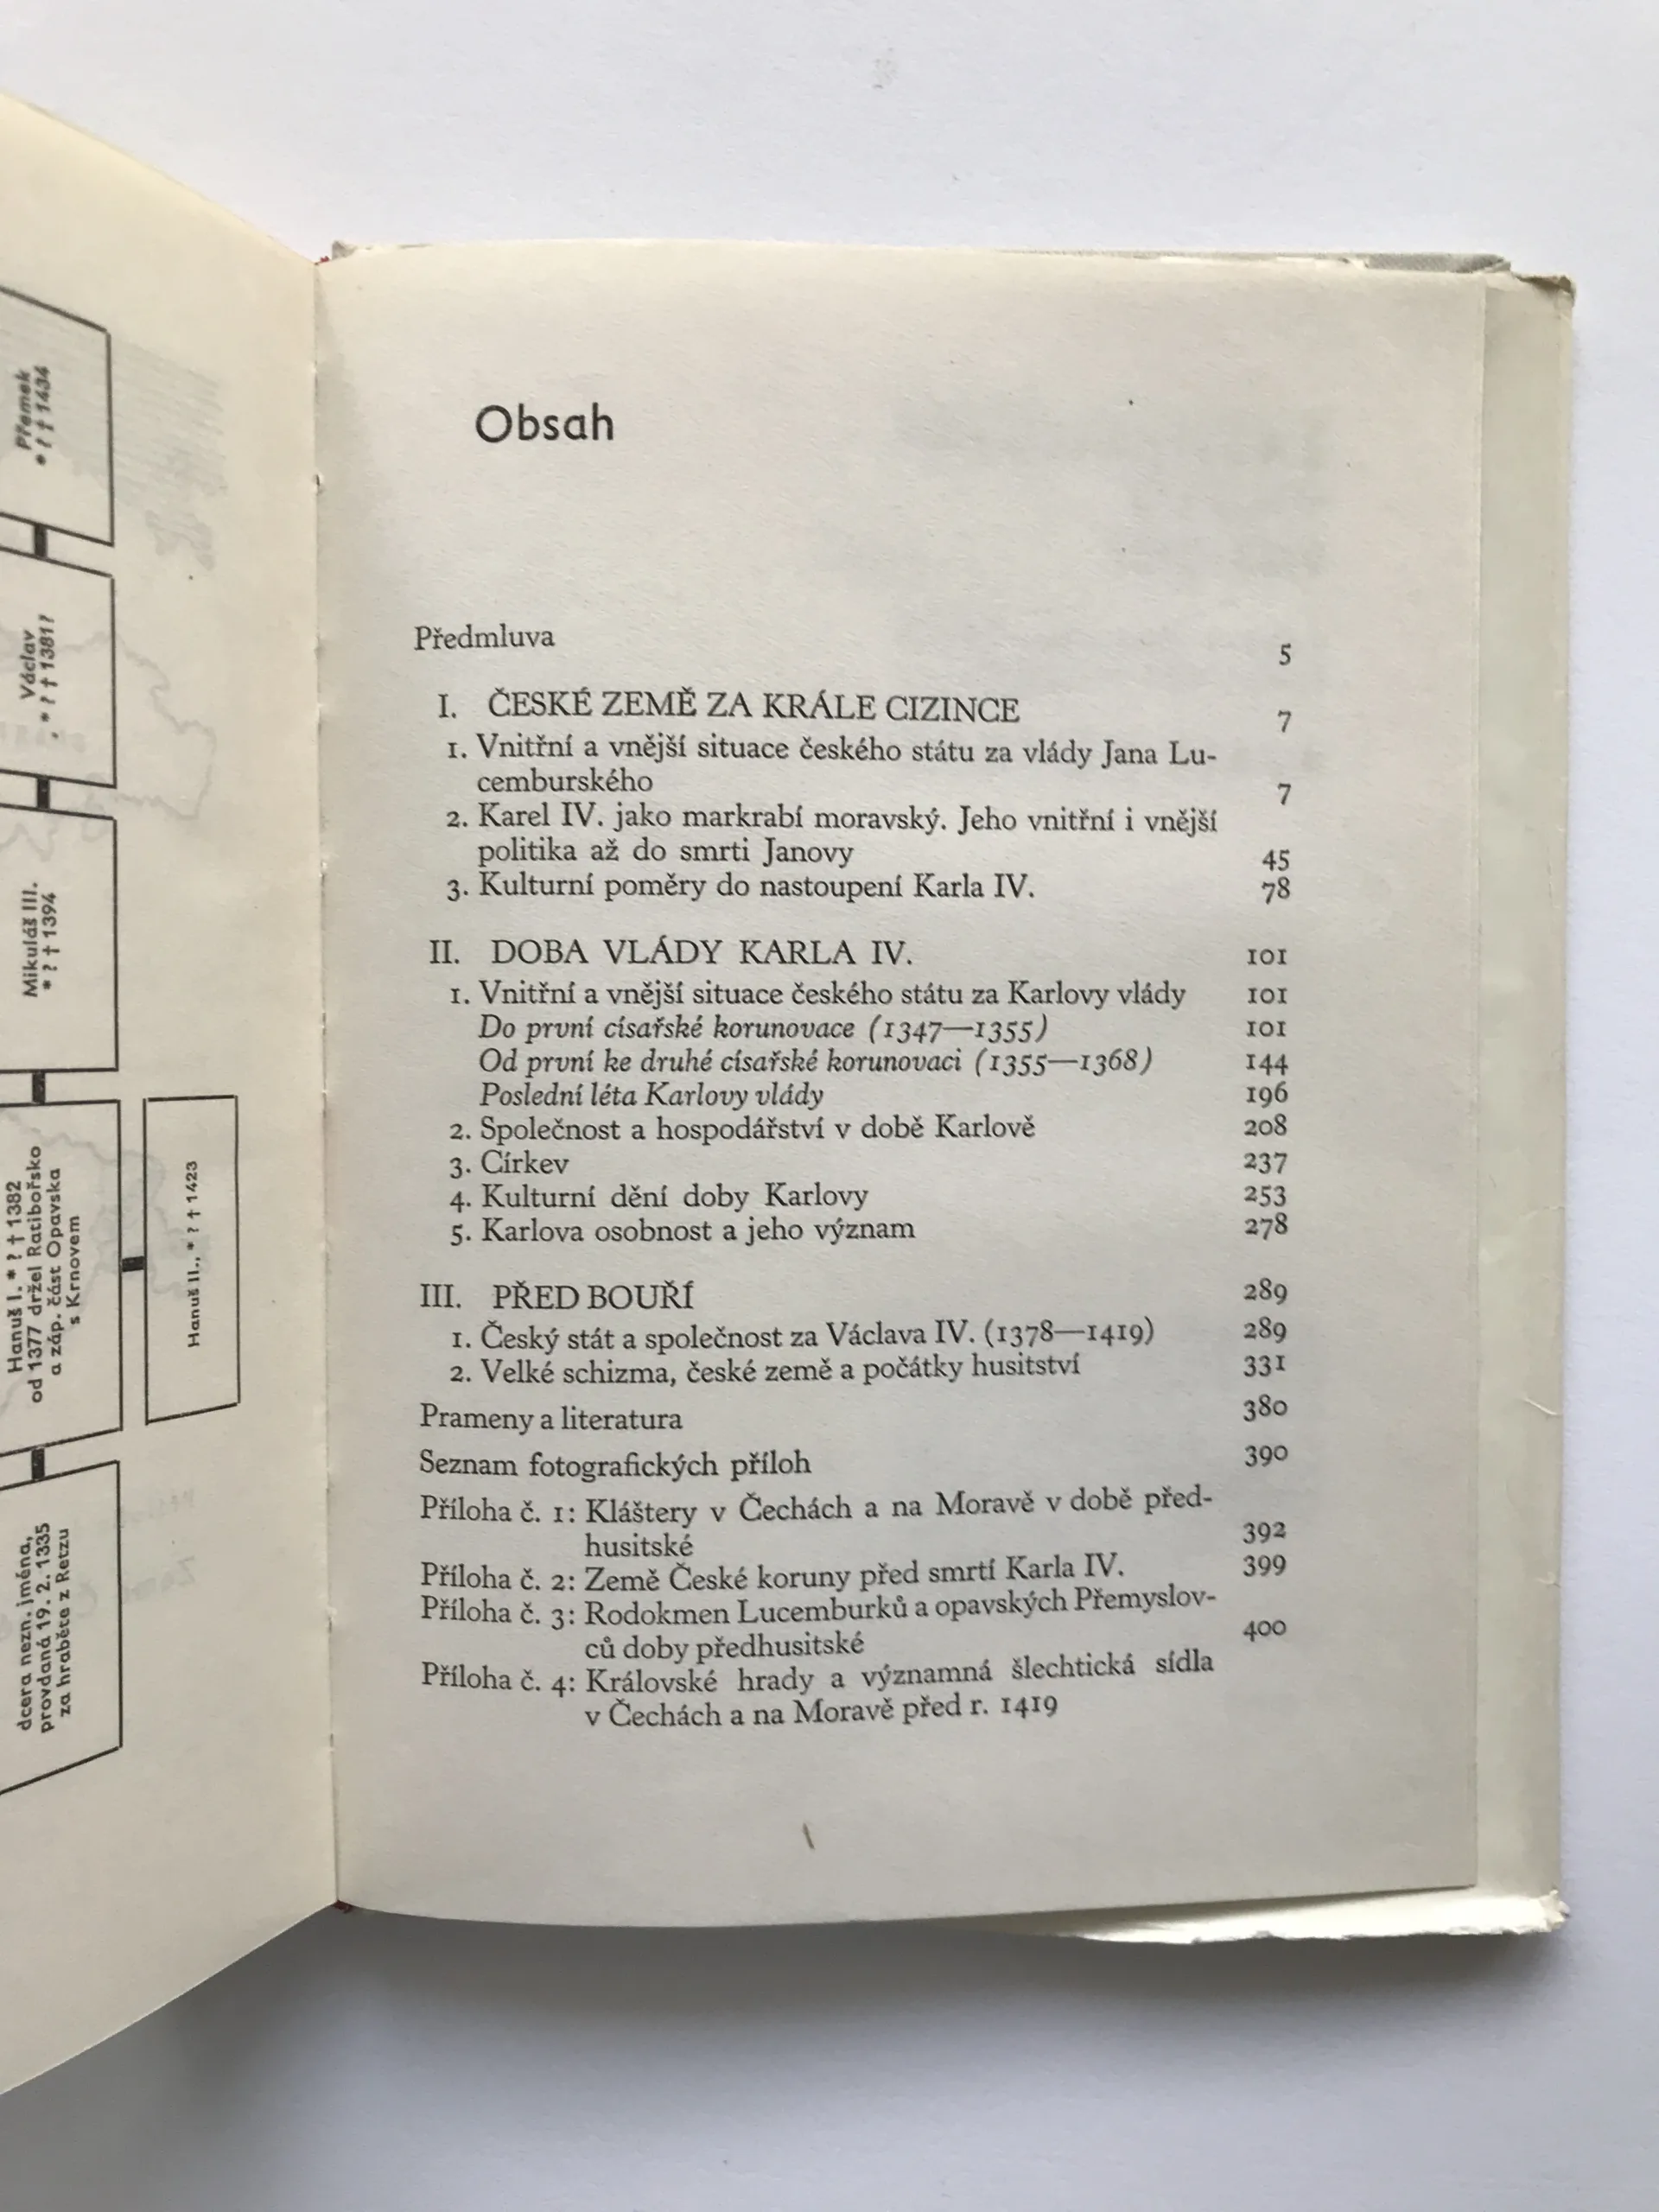 Přemek
* ? † 1434
Václav
* ? † 1381?
Mikuláš III.
* ? † 1394
Hanuš I. * ? † 1382
od 1377 držel Ratibořsko
a záp. část Opavska
s Krnovem
Hanuš II., * ? † 1423
dcera nezn. jména,
provdaná 19. 2. 1335
za hraběte z Retzu
Obsah
Předmluva 5
I. ČESKÉ ZEMĚ ZA KRÁLE CIZINCE 7
1. Vnitřní a vnější situace českého státu za vlády Jana Lu-
cemburského 7
2. Karel IV. jako markrabí moravský. Jeho vnitřní i vnější
politika až do smrti Janovy 45
3. Kulturní poměry do nastoupení Karla IV. 78
II. DOBA VLÁDY KARLA IV. 101
1. Vnitřní a vnější situace českého státu za Karlovy vlády 101
Do první císařské korunovace (1347—1355) 101
Od první ke druhé císařské korunovaci (1355—1368) 144
Poslední léta Karlovy vlády 196
2. Společnost a hospodářství v době Karlově 208
3. Církev 237
4. Kulturní dění doby Karlovy 253
5. Karlova osobnost a jeho význam 278
III. PŘED BOUŘÍ 289
1. Český stát a společnost za Václava IV. (1378—1419) 289
2. Velké schizma, české země a počátky husitství 331
Prameny a literatura 380
Seznam fotografických příloh 390
Příloha č. 1: Kláštery v Čechách a na Moravě v době před-
husitské 392
Příloha č. 2: Země České koruny před smrtí Karla IV. 399
Příloha č. 3: Rodokmen Lucemburků a opavských Přemyslov-
ců doby předhusitské 400
Příloha č. 4: Královské hrady a významná šlechtická sídla
v Čechách a na Moravě před r. 1419